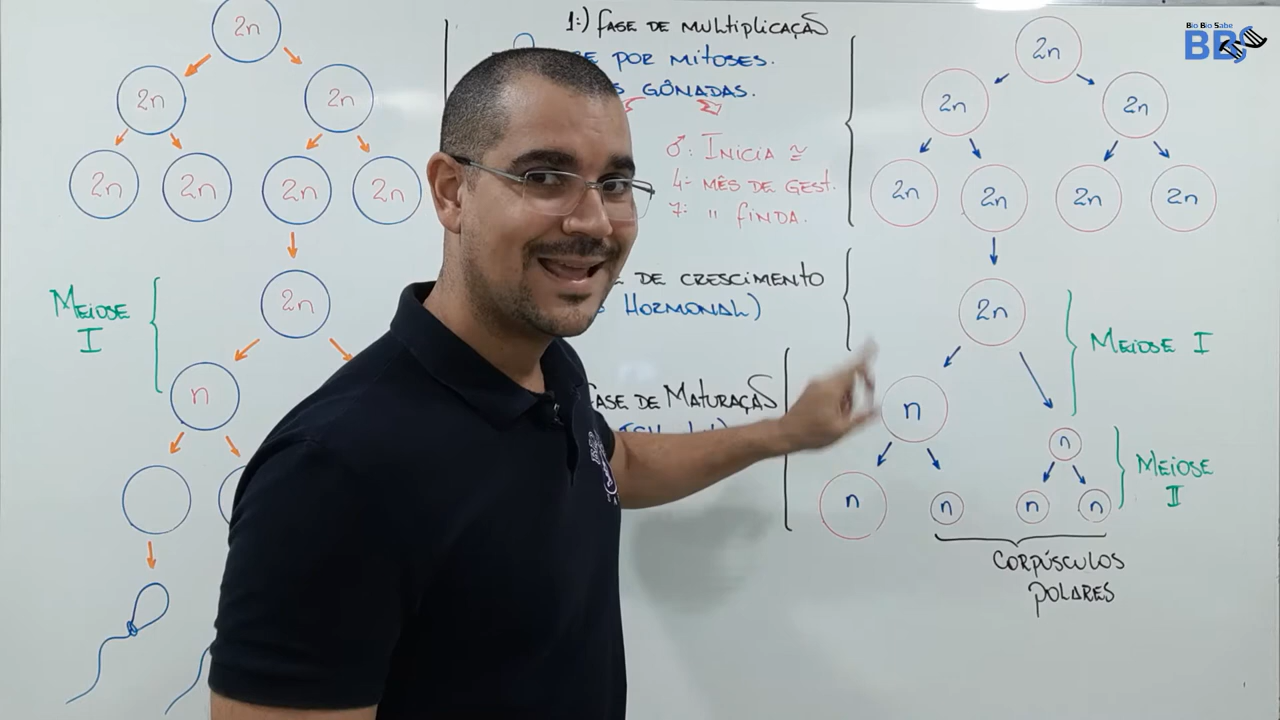 2n
2n
2n
2n
2n
2n
2n
2n
n
MEIOSE
I
1:) FASE DE MULTIPLICAÇÃO
POR MITOSES.
GÔNADAS.
♂: INICIA ≅
4º MÊS DE GEST.
7º " FINDA.
DE CRESCIMENTO
HORMONAL)
FASE DE MATURAÇÃO
2n
2n
2n
2n
2n
2n
2n
2n
n
n
n
n
n
n
MEIOSE I
MEIOSE
II
CORPÚSCULOS
POLARES
Bio Bio Sabe
BBS